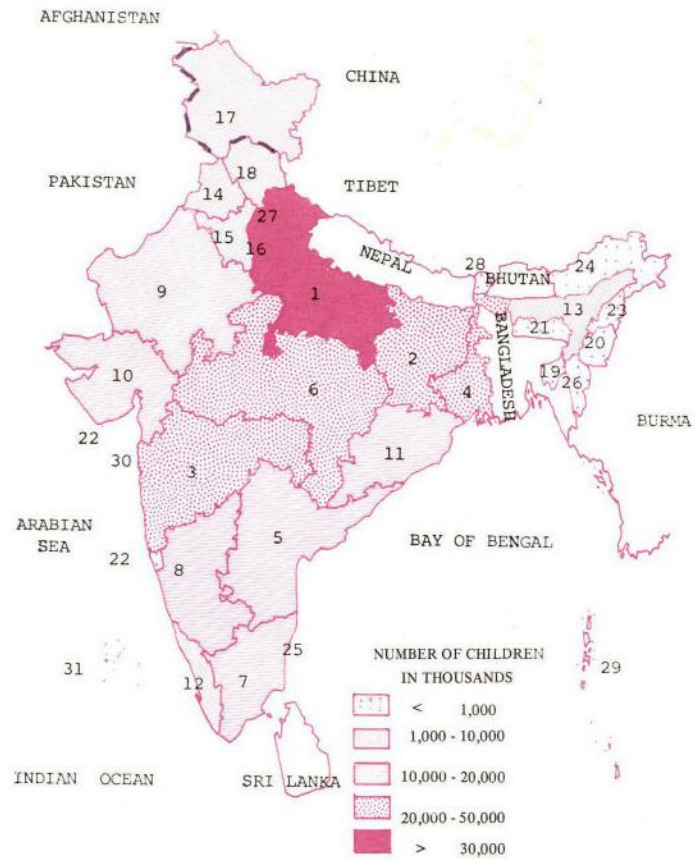 AFGHANISTAN
CHINA
17
PAKISTAN
14
18
TIBET
15
16
27
NEPAL
28
BHUTAN
24
9
1
13
23
21
20
BANGLADESH
10
2
19
26
6
4
22
30
BURMA
3
11
ARABIAN
SEA
22
5
BAY OF BENGAL
8
25
31
12
7
29
NUMBER OF CHILDREN
IN THOUSANDS
< 1,000
1,000 - 10,000
10,000 - 20,000
20,000 - 50,000
> 30,000
INDIAN OCEAN
SRI LANKA